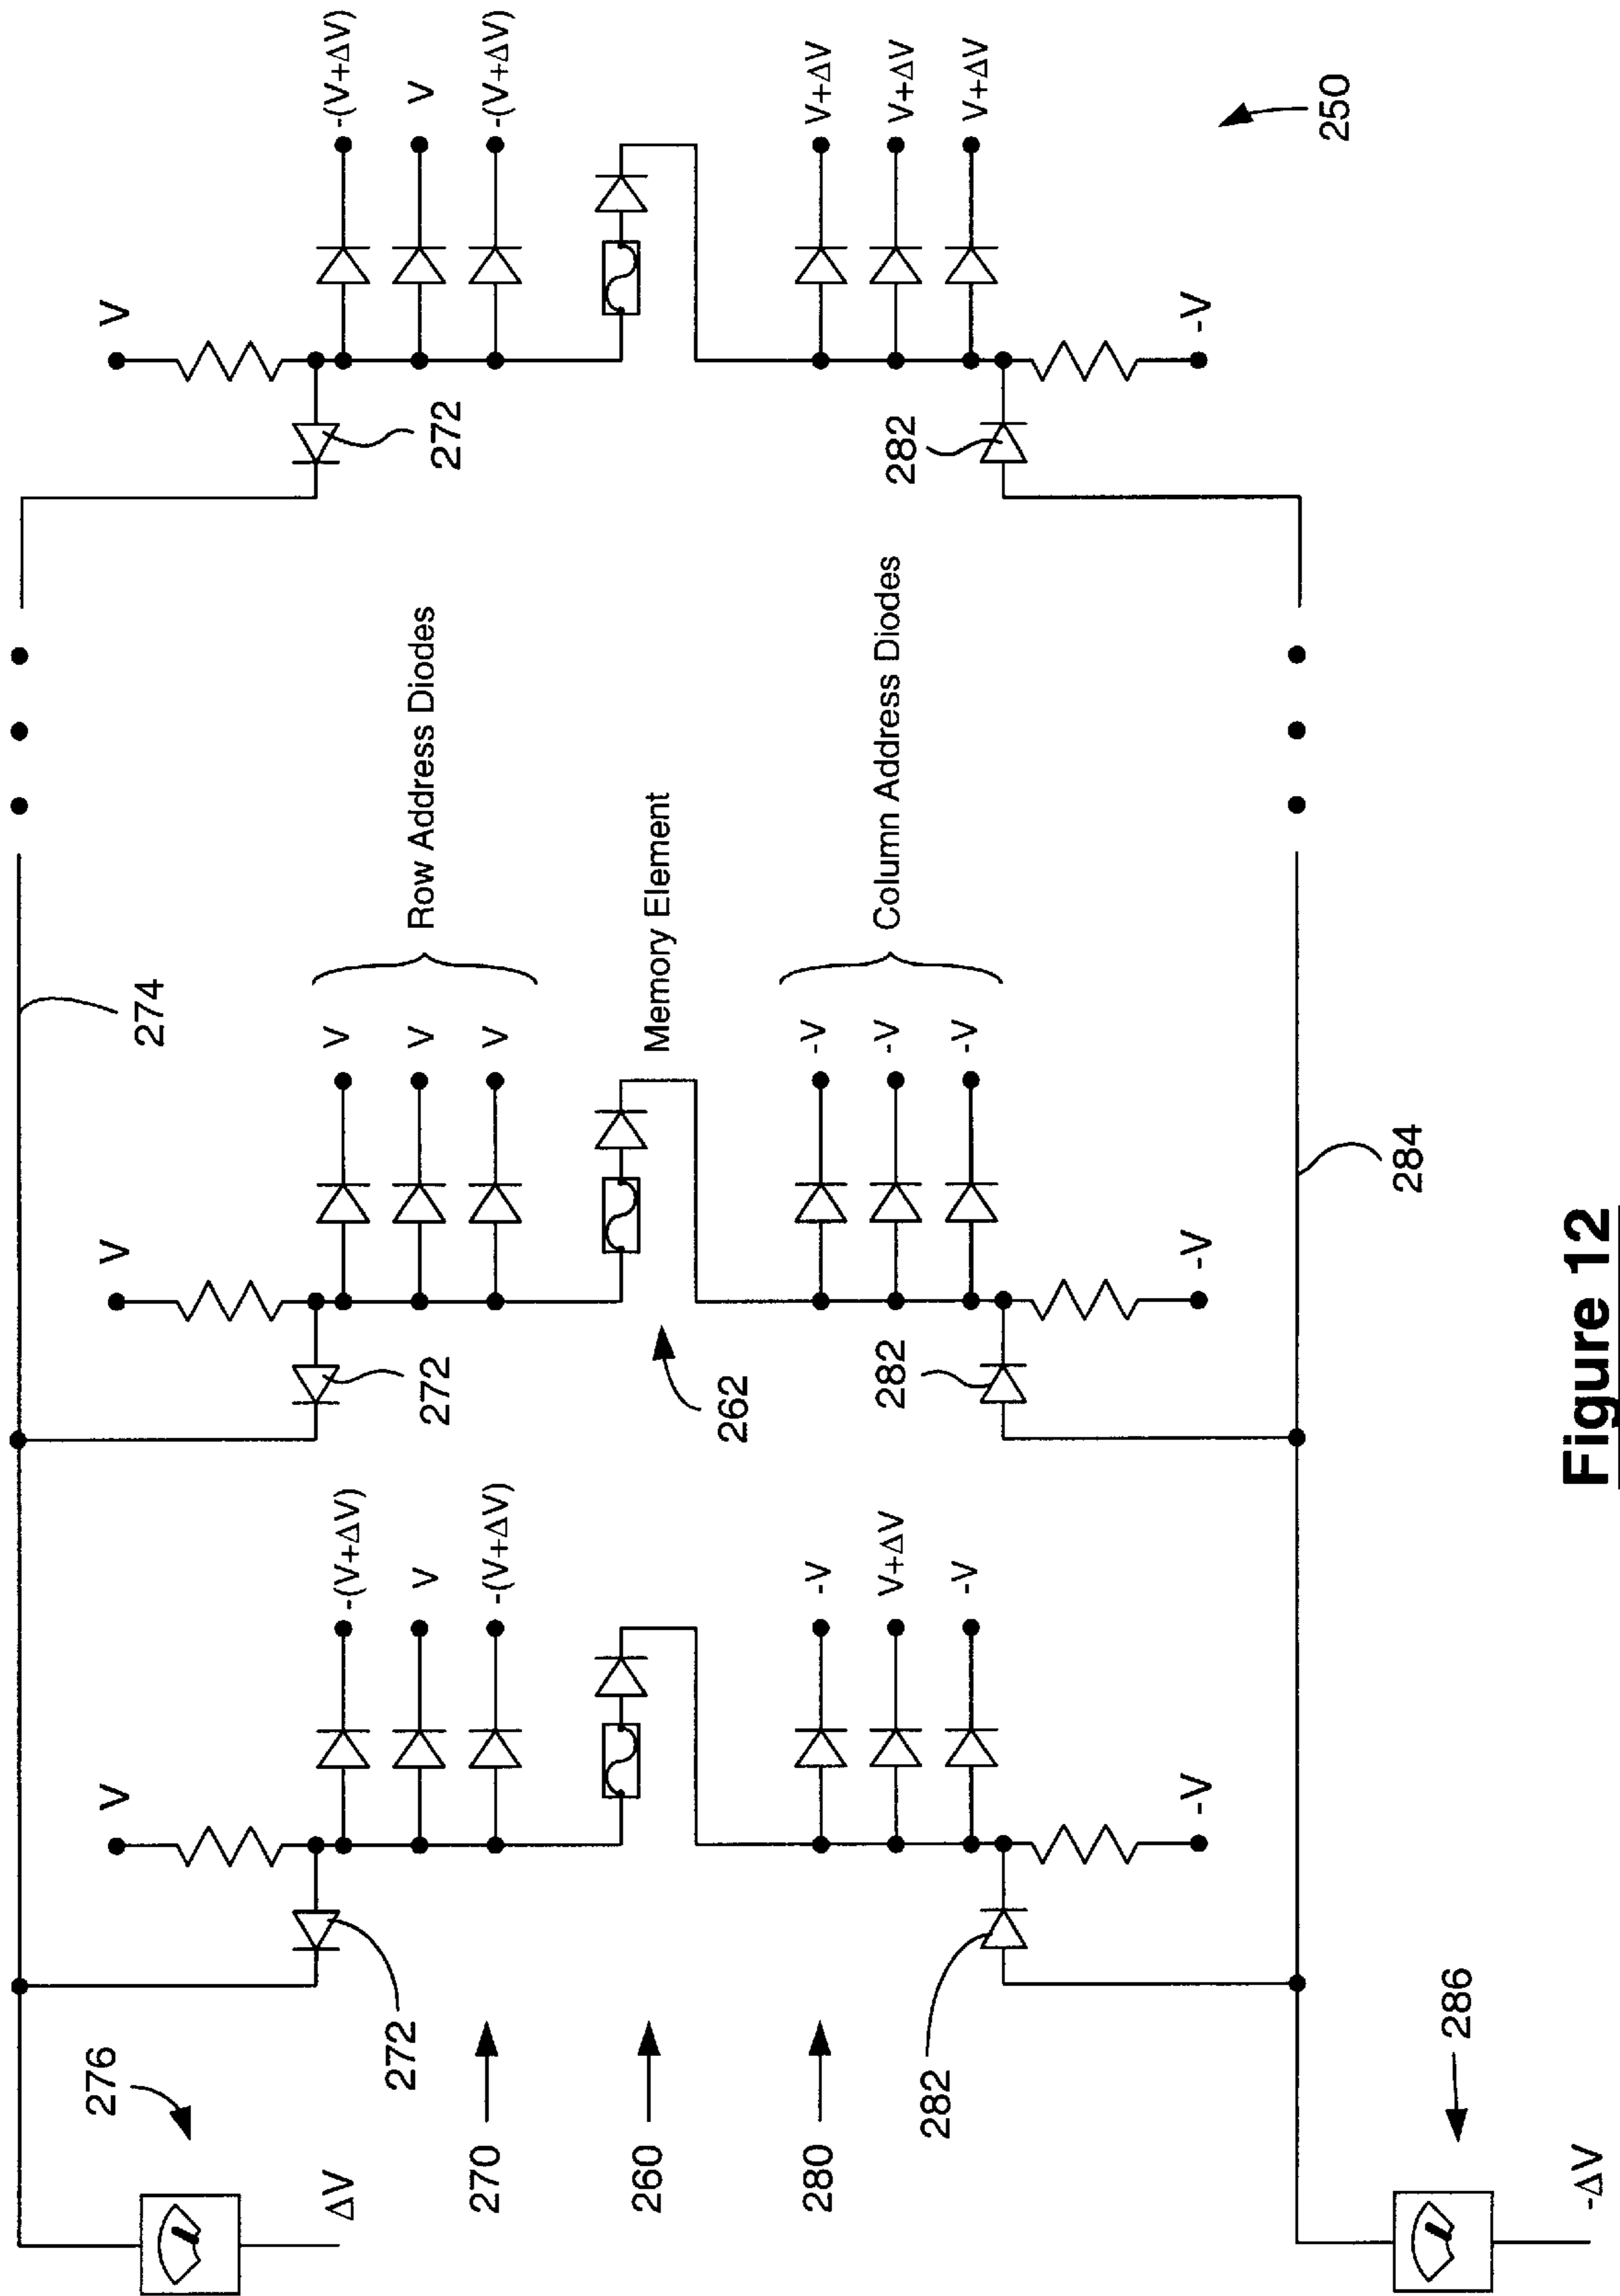 V
V
V
276
274
-(V+ΔV)
V
-(V+ΔV)
V
V
V
-(V+ΔV)
V
-(V+ΔV)
ΔV
272
272
272
Row Address Diodes
270
260
262
Memory Element
280
-V
V+ΔV
-V
-V
-V
-V
V+ΔV
V+ΔV
V+ΔV
Column Address Diodes
282
282
282
-V
-V
-V
284
286
250
-ΔV
Figure 12